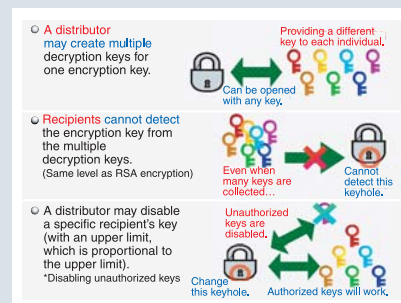 A distributor
may create multiple
decryption keys for
one encryption key.
Providing a different
key to each individual.
Can be opened
with any key.
Recipients cannot detect
the encryption key from
the multiple
decryption keys.
(Same level as RSA encryption)
Even when
many keys are
collected…
Cannot
detect this
keyhole.
A distributor may disable
a specific recipient's key
(with an upper limit,
which is proportional to
the upper limit).
*Disabling unauthorized keys
Unauthorized
keys are
disabled.
Change
this keyhole.
Authorized keys will work.